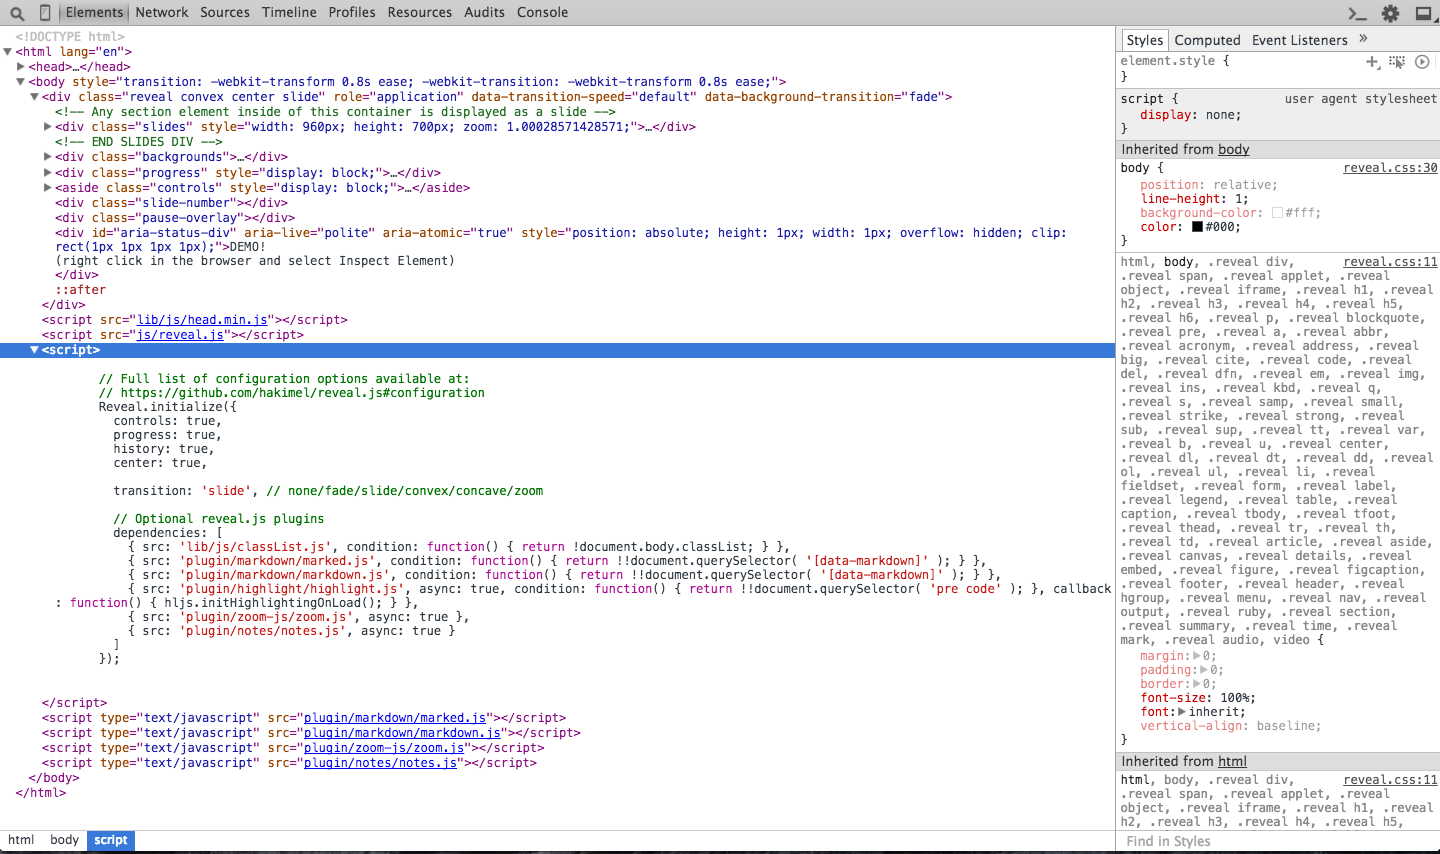 Elements Network Sources Timeline Profiles Resources Audits Console
<!DOCTYPE html>
<html lang="en">
<head>…</head>
<body style="transition: -webkit-transform 0.8s ease; -webkit-transition: -webkit-transform 0.8s ease;">
<div class="reveal convex center slide" role="application" data-transition-speed="default" data-background-transition="fade">
<!-- Any section element inside of this container is displayed as a slide -->
<div class="slides" style="width: 960px; height: 700px; zoom: 1.00028571428571;">…</div>
<!-- END SLIDES DIV -->
<div class="backgrounds">…</div>
<div class="progress" style="display: block;">…</div>
<aside class="controls" style="display: block;">…</aside>
<div class="slide-number"></div>
<div class="pause-overlay"></div>
<div id="aria-status-div" aria-live="polite" aria-atomic="true" style="position: absolute; height: 1px; width: 1px; overflow: hidden; clip:
rect(1px 1px 1px 1px);">DEMO!
(right click in the browser and select Inspect Element)
</div>
::after
</div>
<script src="lib/js/head.min.js"></script>
<script src="js/reveal.js"></script>
<script>
// Full list of configuration options available at:
// https://github.com/hakimel/reveal.js#configuration
Reveal.initialize({
controls: true,
progress: true,
history: true,
center: true,
transition: 'slide', // none/fade/slide/convex/concave/zoom
// Optional reveal.js plugins
dependencies: [
{ src: 'lib/js/classList.js', condition: function() { return !document.body.classList; } },
{ src: 'plugin/markdown/marked.js', condition: function() { return !!document.querySelector( '[data-markdown]' ); } },
{ src: 'plugin/markdown/markdown.js', condition: function() { return !!document.querySelector( '[data-markdown]' ); } },
{ src: 'plugin/highlight/highlight.js', async: true, condition: function() { return !!document.querySelector( 'pre code' ); }, callback
: function() { hljs.initHighlightingOnLoad(); } },
{ src: 'plugin/zoom-js/zoom.js', async: true },
{ src: 'plugin/notes/notes.js', async: true }
]
});
</script>
<script type="text/javascript" src="plugin/markdown/marked.js"></script>
<script type="text/javascript" src="plugin/markdown/markdown.js"></script>
<script type="text/javascript" src="plugin/zoom-js/zoom.js"></script>
<script type="text/javascript" src="plugin/notes/notes.js"></script>
</body>
</html>
html body script
Styles Computed Event Listeners »
element.style {
}
script { user agent stylesheet
display: none;
}
Inherited from body
body { reveal.css:30
position: relative;
line-height: 1;
background-color: #fff;
color: #000;
}
html, body, .reveal div, reveal.css:11
.reveal span, .reveal applet, .reveal
object, .reveal iframe, .reveal h1, .reveal
h2, .reveal h3, .reveal h4, .reveal h5,
.reveal h6, .reveal p, .reveal blockquote,
.reveal pre, .reveal a, .reveal abbr,
.reveal acronym, .reveal address, .reveal
big, .reveal cite, .reveal code, .reveal
del, .reveal dfn, .reveal em, .reveal img,
.reveal ins, .reveal kbd, .reveal q,
.reveal s, .reveal samp, .reveal small,
.reveal strike, .reveal strong, .reveal
sub, .reveal sup, .reveal tt, .reveal var,
.reveal b, .reveal u, .reveal center,
.reveal dl, .reveal dt, .reveal dd, .reveal
ol, .reveal ul, .reveal li, .reveal
fieldset, .reveal form, .reveal label,
.reveal legend, .reveal table, .reveal
caption, .reveal tbody, .reveal tfoot,
.reveal thead, .reveal tr, .reveal th,
.reveal td, .reveal article, .reveal aside,
.reveal canvas, .reveal details, .reveal
embed, .reveal figure, .reveal figcaption,
.reveal footer, .reveal header, .reveal
hgroup, .reveal menu, .reveal nav, .reveal
output, .reveal ruby, .reveal section,
.reveal summary, .reveal time, .reveal
mark, .reveal audio, video {
margin: 0;
padding: 0;
border: 0;
font-size: 100%;
font: inherit;
vertical-align: baseline;
}
Inherited from html
html, body, .reveal div, reveal.css:11
.reveal span, .reveal applet, .reveal
object, .reveal iframe, .reveal h1, .reveal
h2, .reveal h3, .reveal h4, .reveal h5,
Find in Styles